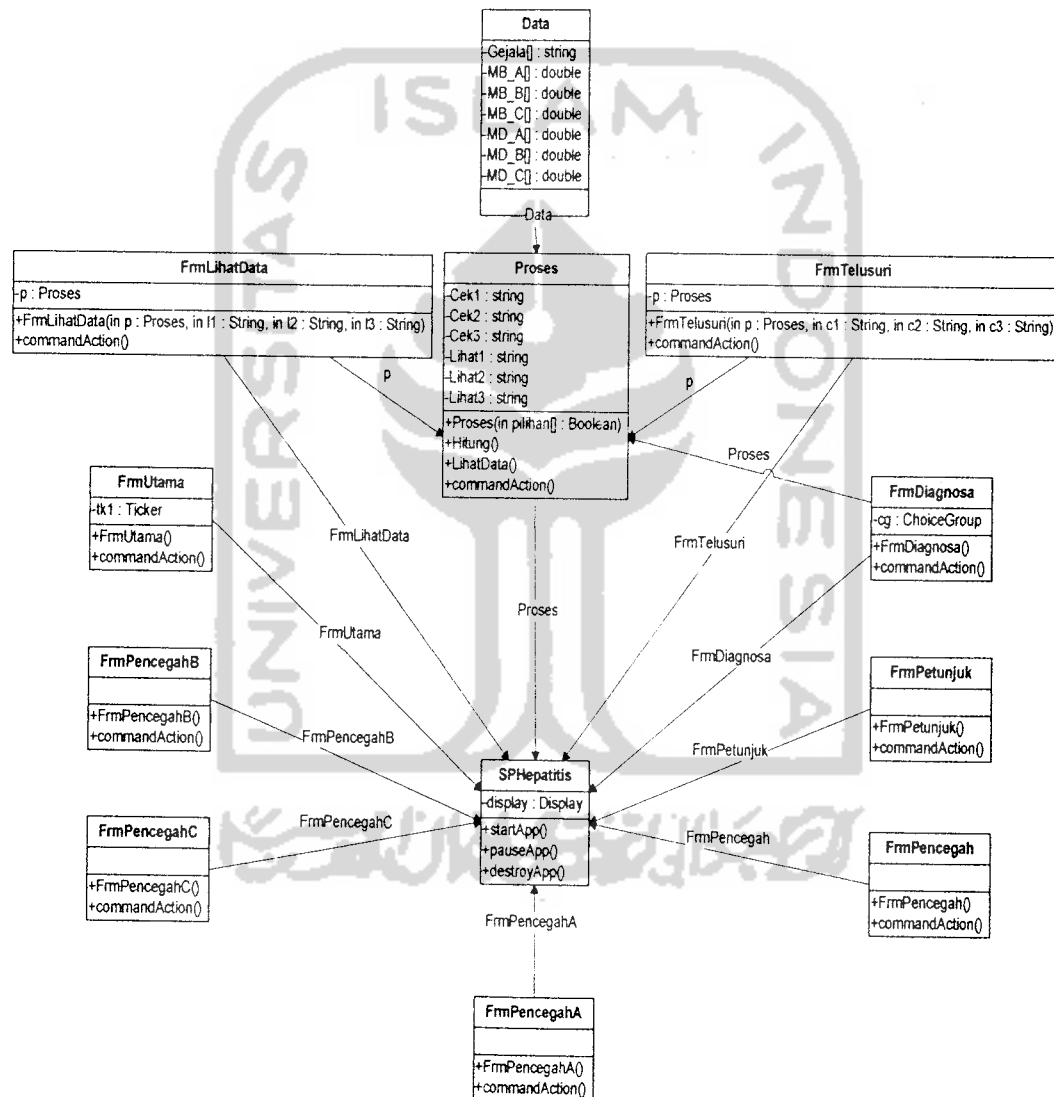 ISLAM
UNIVERSITAS
INDONESIA
Data
-Gejala[] : string
-MB_A[] : double
-MB_B[] : double
-MB_C[] : double
-MD_A[] : double
-MD_B[] : double
-MD_C[] : double
Data
FrmLihatData
-p : Proses
+FrmLihatData(in p : Proses, in l1 : String, in l2 : String, in l3 : String)
+commandAction()
Proses
-Cek1 : string
-Cek2 : string
-Cek3 : string
-Lihat1 : string
-Lihat2 : string
-Lihat3 : string
+Proses(in pilihan[] : Boolean)
+Hitung()
+LihatData()
+commandAction()
FrmTelusuri
-p : Proses
+FrmTelusuri(in p : Proses, in c1 : String, in c2 : String, in c3 : String)
+commandAction()
p
p
Proses
FrmUtama
-tk1 : Ticker
+FrmUtama()
+commandAction()
FrmDiagnosa
-cg : ChoiceGroup
+FrmDiagnosa()
+commandAction()
FrmLihatData
FrmTelusuri
Proses
FrmUtama
FrmDiagnosa
FrmPencegahB
+FrmPencegahB()
+commandAction()
FrmPetunjuk
+FrmPetunjuk()
+commandAction()
FrmPencegahB
FrmPetunjuk
SPHepatitis
-display : Display
+startApp()
+pauseApp()
+destroyApp()
FrmPencegahC
FrmPencegah
FrmPencegahC
+FrmPencegahC()
+commandAction()
FrmPencegah
+FrmPencegah()
+commandAction()
FrmPencegahA
FrmPencegahA
+FrmPencegahA()
+commandAction()